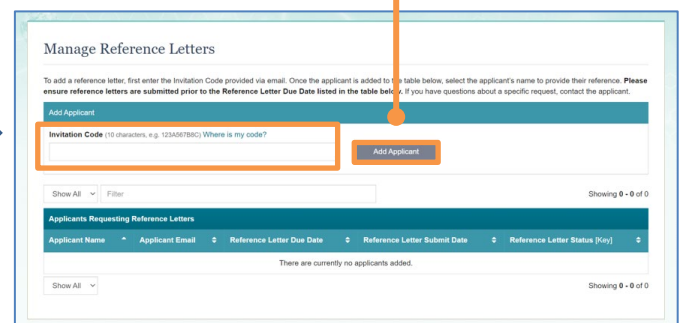 Manage Reference Letters
To add a reference letter, first enter the Invitation Code provided via email. Once the applicant is added to the table below, select the applicant's name to provide their reference. Please
ensure reference letters are submitted prior to the Reference Letter Due Date listed in the table below. If you have questions about a specific request, contact the applicant.
Add Applicant
Invitation Code (10 characters, e.g. 123A567B8C) Where is my code?
Add Applicant
Show All Filter Showing 0 - 0 of 0
Applicants Requesting Reference Letters
Applicant Name Applicant Email Reference Letter Due Date Reference Letter Submit Date Reference Letter Status [Key]
There are currently no applicants added.
Show All Showing 0 - 0 of 0